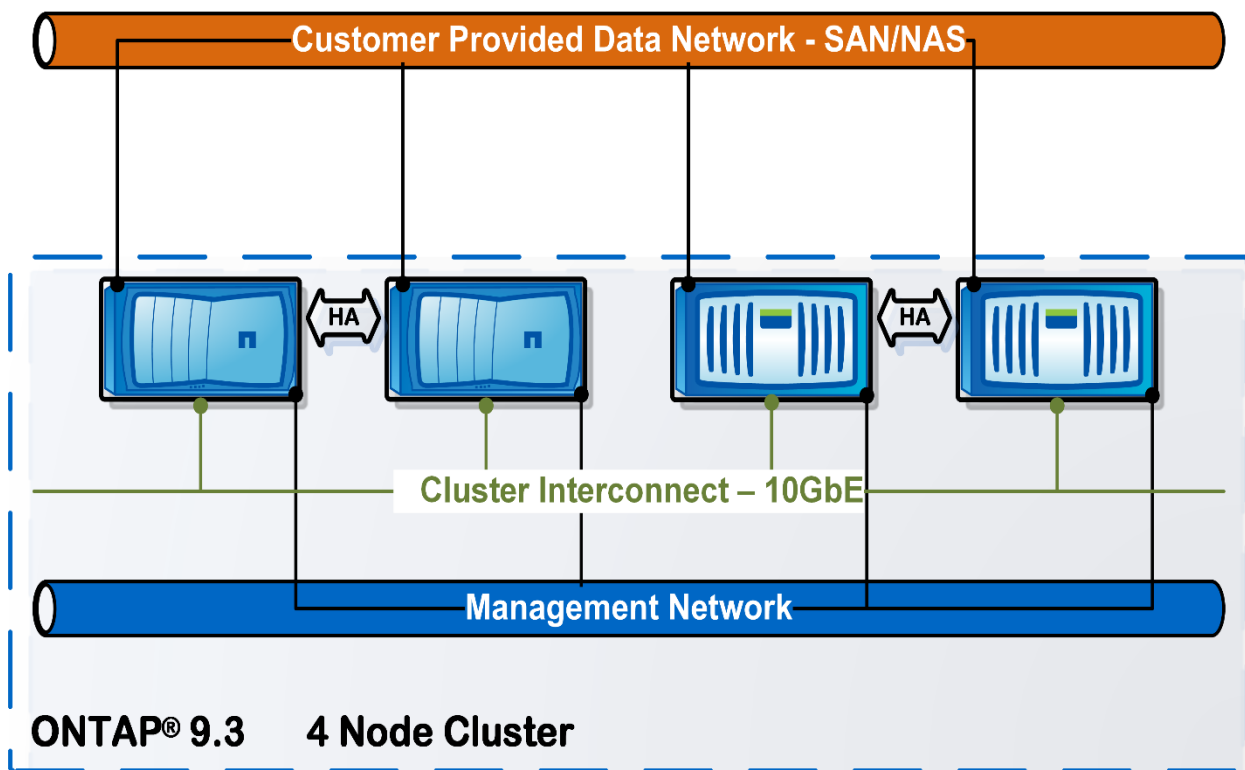 Customer Provided Data Network - SAN/NAS
HA
HA
Cluster Interconnect – 10GbE
Management Network
ONTAP® 9.3 4 Node Cluster